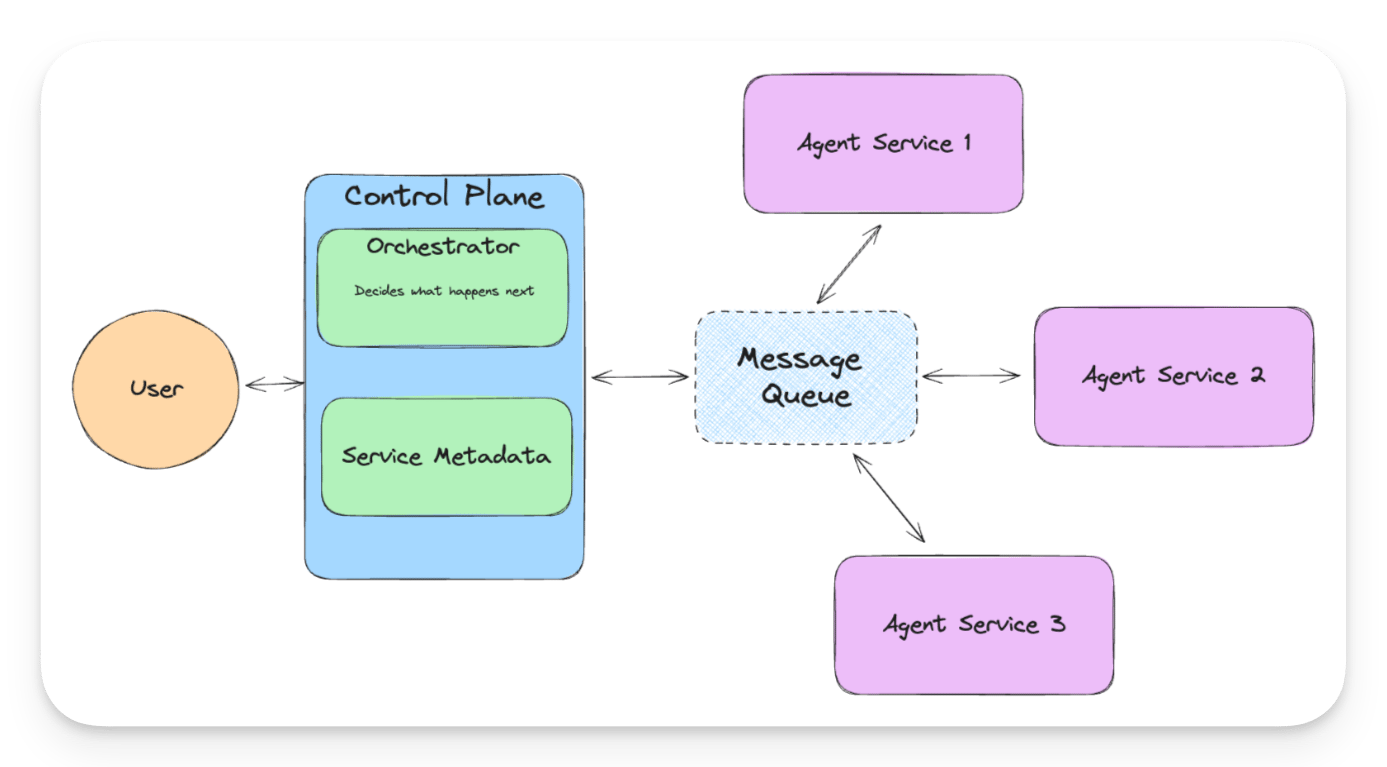 Control Plane
Orchestrator
Decides what happens next
Service Metadata
User
Message
Queue
Agent Service 1
Agent Service 2
Agent Service 3